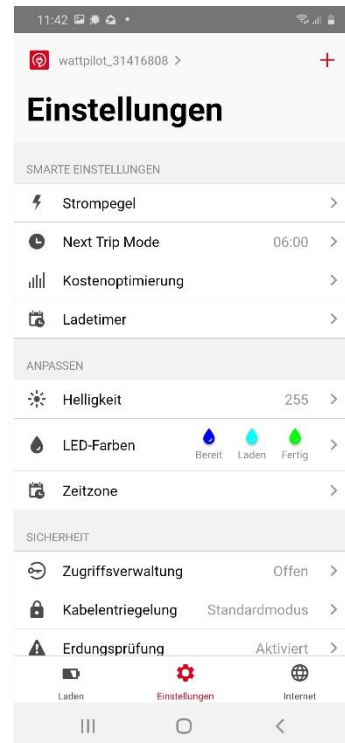 11:42
wattpilot_31416808 >
+
Einstellungen
SMARTE EINSTELLUNGEN
Strompegel >
Next Trip Mode 06:00 >
Kostenoptimierung >
Ladetimer >
ANPASSEN
Helligkeit 255 >
LED-Farben Bereit Laden Fertig >
Zeitzone >
SICHERHEIT
Zugriffsverwaltung Offen >
Kabelentriegelung Standardmodus >
Erdungsprüfung Aktiviert >
Laden Einstellungen Internet